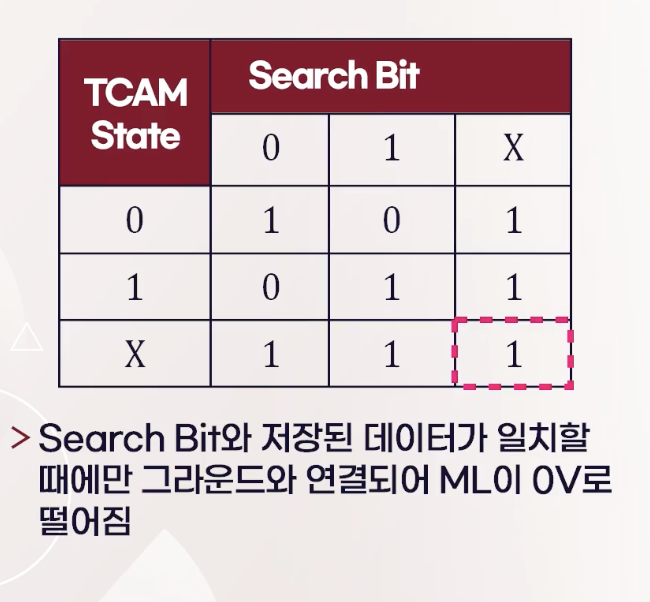 TCAM State Search Bit
0 1 X
0 1 0 1
1 0 1 1
X 1 1 1
> Search Bit와 저장된 데이터가 일치할
때에만 그라운드와 연결되어 ML이 0V로
떨어짐